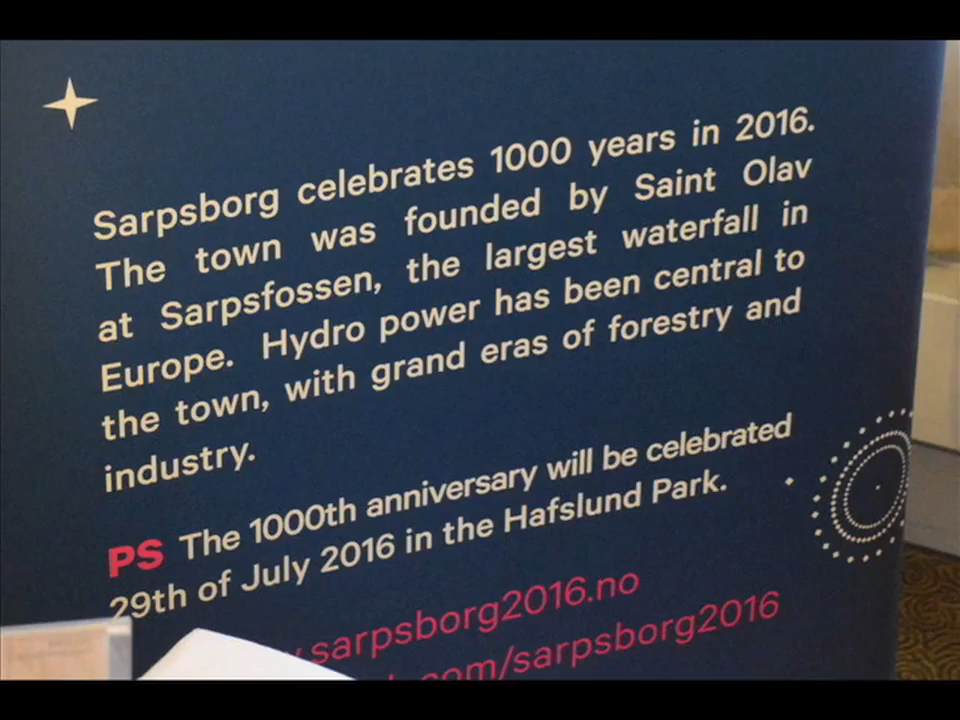 Sarpsborg celebrates 1000 years in 2016.
The town was founded by Saint Olav
at Sarpsfossen, the largest waterfall in
Europe. Hydro power has been central to
the town, with grand eras of forestry and
industry.
PS The 1000th anniversary will be celebrated
29th of July 2016 in the Hafslund Park.
.sarpsborg2016.no
.com/sarpsborg2016